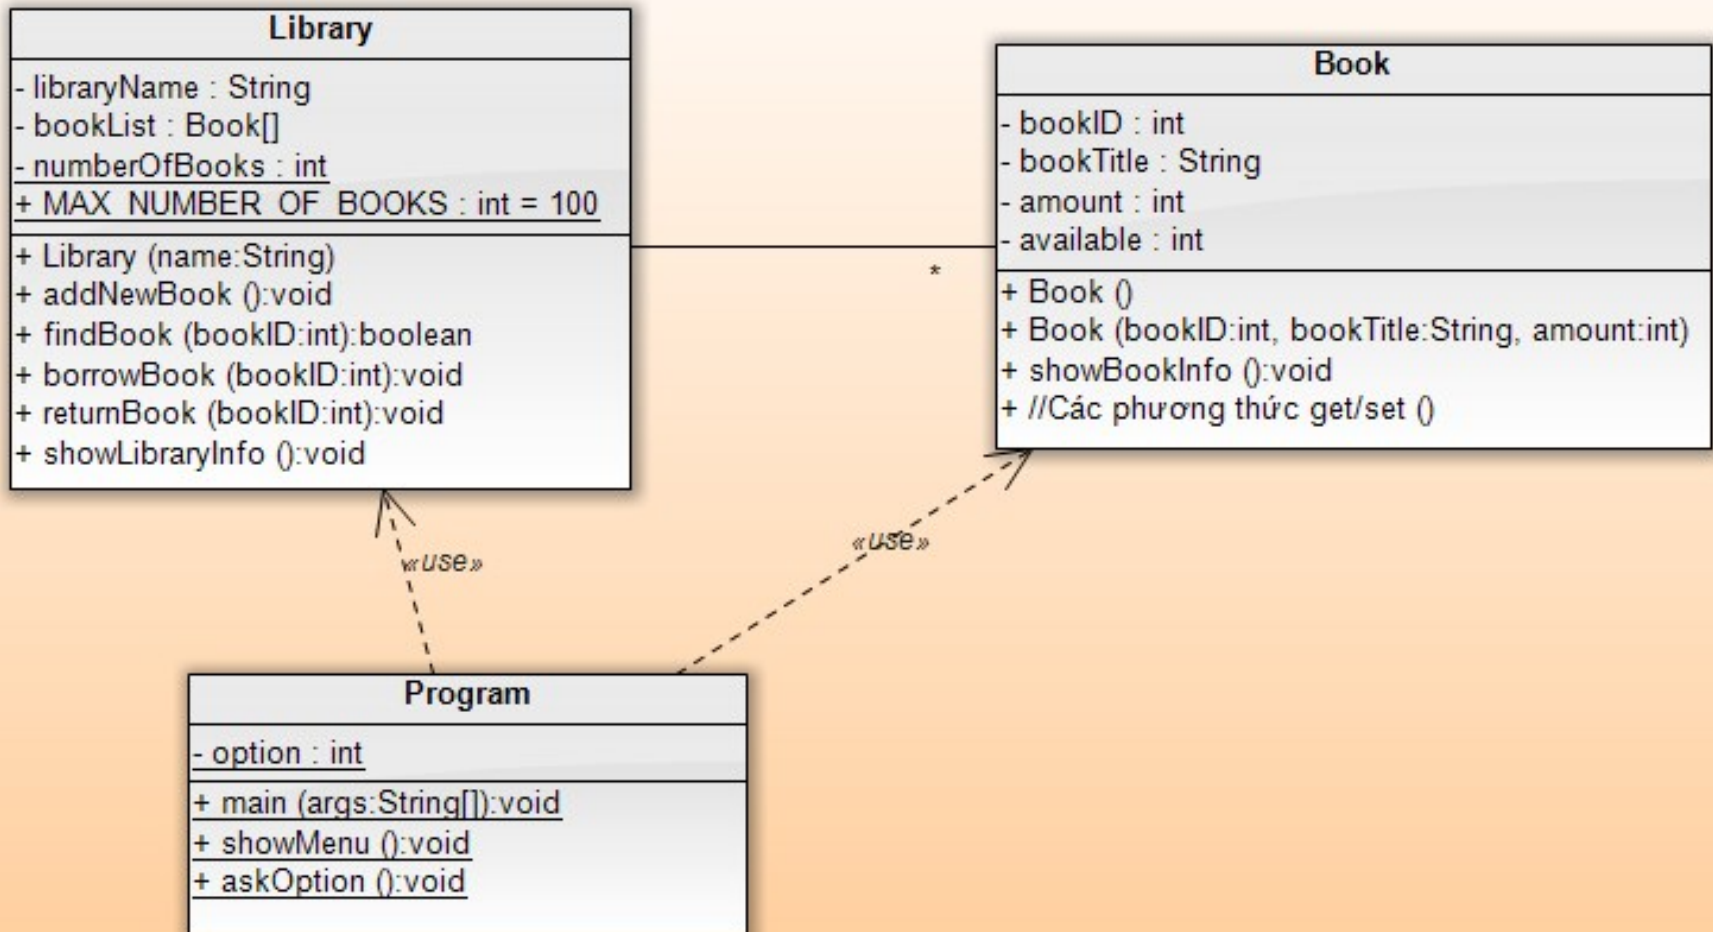 Library
- libraryName : String
- bookList : Book[]
- numberOfBooks : int
+ MAX_NUMBER_OF_BOOKS : int = 100
+ Library (name:String)
+ addNewBook ():void
+ findBook (bookID:int):boolean
+ borrowBook (bookID:int):void
+ returnBook (bookID:int):void
+ showLibraryInfo ():void
*
Book
- bookID : int
- bookTitle : String
- amount : int
- available : int
+ Book ()
+ Book (bookID:int, bookTitle:String, amount:int)
+ showBookInfo ():void
+ //Các phương thức get/set ()
«use»
«use»
Program
- option : int
+ main (args:String[]):void
+ showMenu ():void
+ askOption ():void